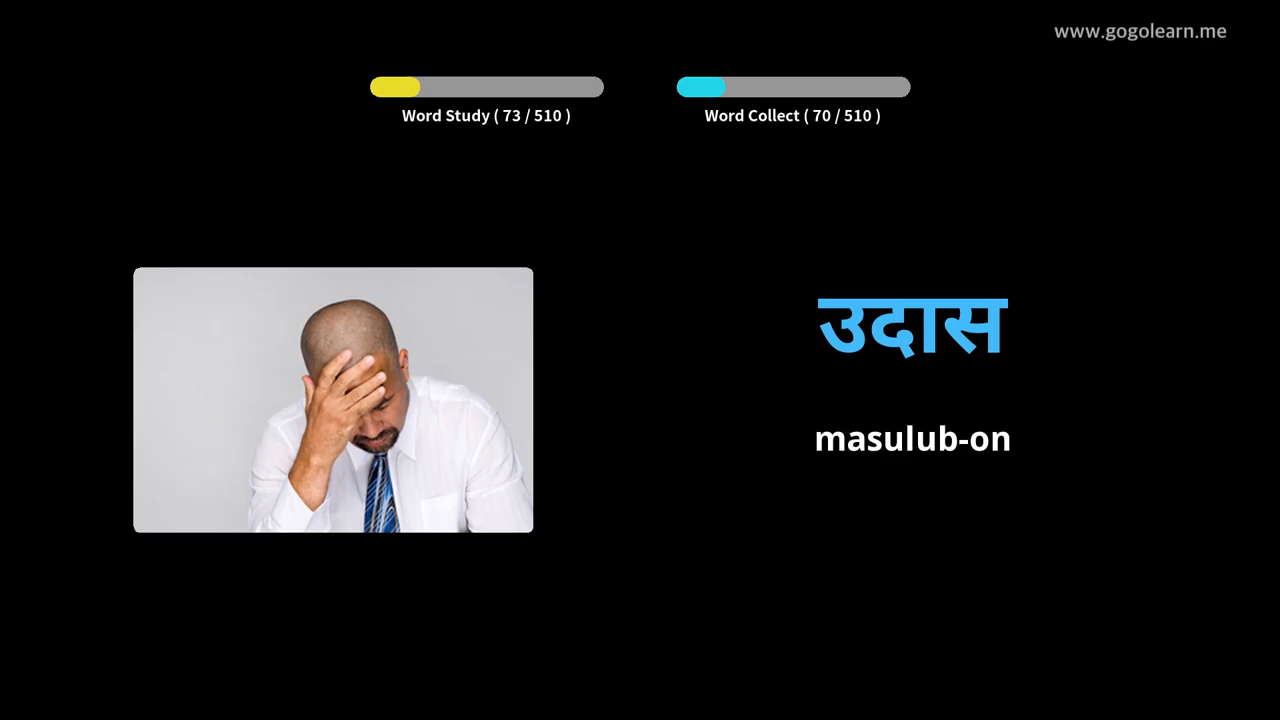 www.gogolearn.me
Word Study ( 73 / 510 )
Word Collect ( 70 / 510 )
उदास
masulub-on